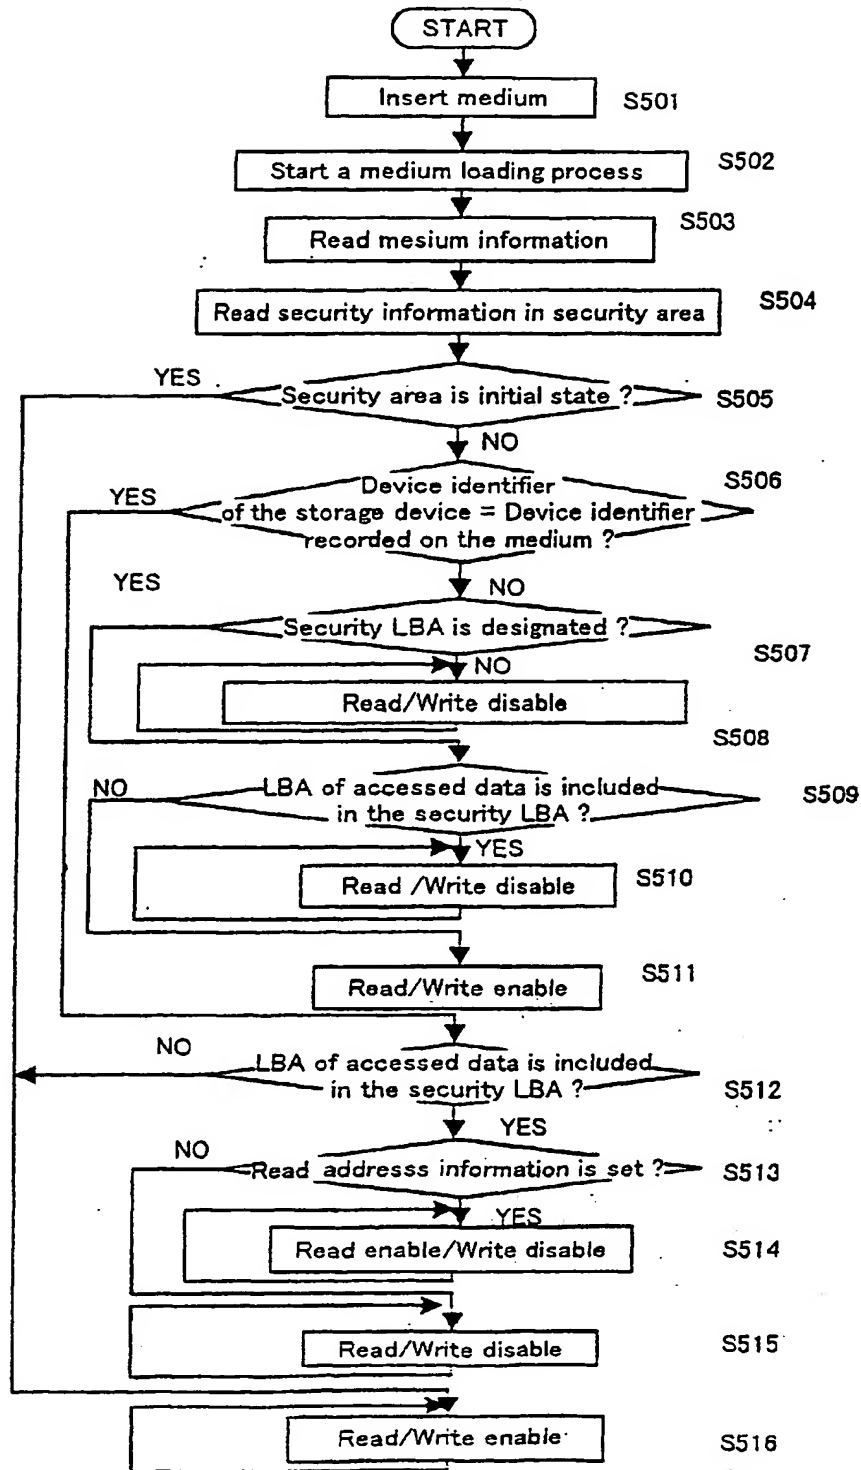 START
Insert medium S501
Start a medium loading process S502
Read mesium information S503
Read security information in security area S504
YES
Security area is initial state ? S505
NO
Device identifier S506
YES of the storage device = Device identifier
recorded on the medium ?
YES NO
Security LBA is designated ?
S507
NO
Read/Write disable
S508
NO LBA of accessed data is included S509
in the security LBA ?
YES
Read /Write disable S510
Read/Write enable S511
NO
LBA of accessed data is included
in the security LBA ? S512
YES
NO
Read addresss information is set ? S513
YES
Read enable/Write disable S514
Read/Write disable S515
Read/Write enable S516